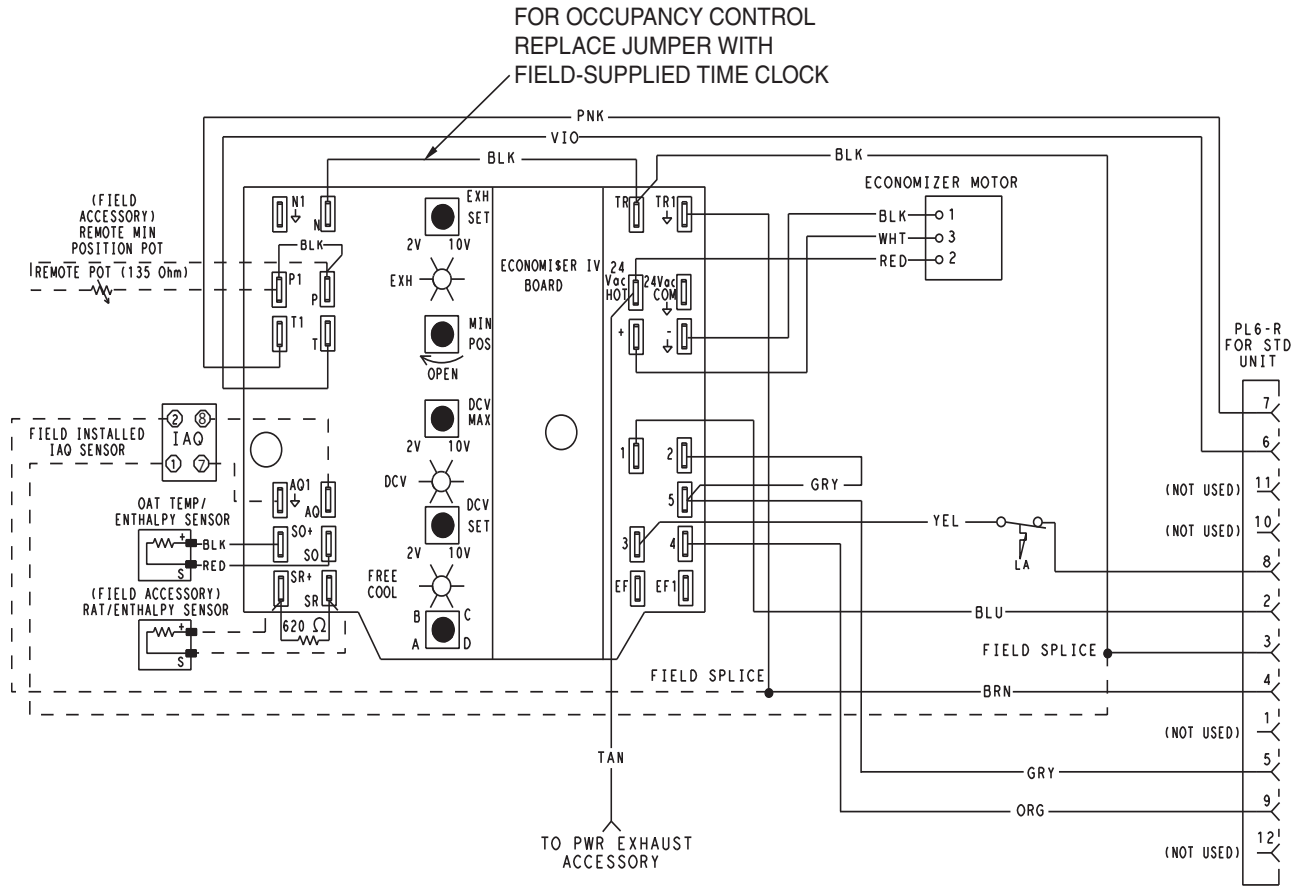 FOR OCCUPANCY CONTROL
REPLACE JUMPER WITH
FIELD-SUPPLIED TIME CLOCK
PNK
VIO
BLK
BLK
(FIELD
ACCESSORY)
REMOTE MIN
POSITION POT
REMOTE POT (135 Ohm)
N1
N
BLK
P1
P
T1
T
EXH
SET
2V 10V
EXH
MIN
POS
OPEN
DCV
MAX
2V 10V
DCV
DCV
SET
2V 10V
FREE
COOL
B C
A D
ECONOMI$ER IV
BOARD
TR
TR1
24
Vac
HOT
24Vac
COM
+
-
1
2
5
3
4
EF
EF1
ECONOMIZER MOTOR
BLK 1
WHT 3
RED 2
FIELD INSTALLED
IAQ SENSOR
2 8
IAQ
1 7
AQ1
AQ
OAT TEMP/
ENTHALPY SENSOR
+
BLK
S
RED
SO+
SO
(FIELD ACCESSORY)
RAT/ENTHALPY SENSOR
+
S
SR+
SR
620 Ω
GRY
YEL
LA
BLU
FIELD SPLICE
FIELD SPLICE
BRN
TAN
GRY
ORG
TO PWR EXHAUST
ACCESSORY
PL6-R
FOR STD
UNIT
7
6
(NOT USED) 11
(NOT USED) 10
8
2
3
4
(NOT USED) 1
5
9
(NOT USED) 12